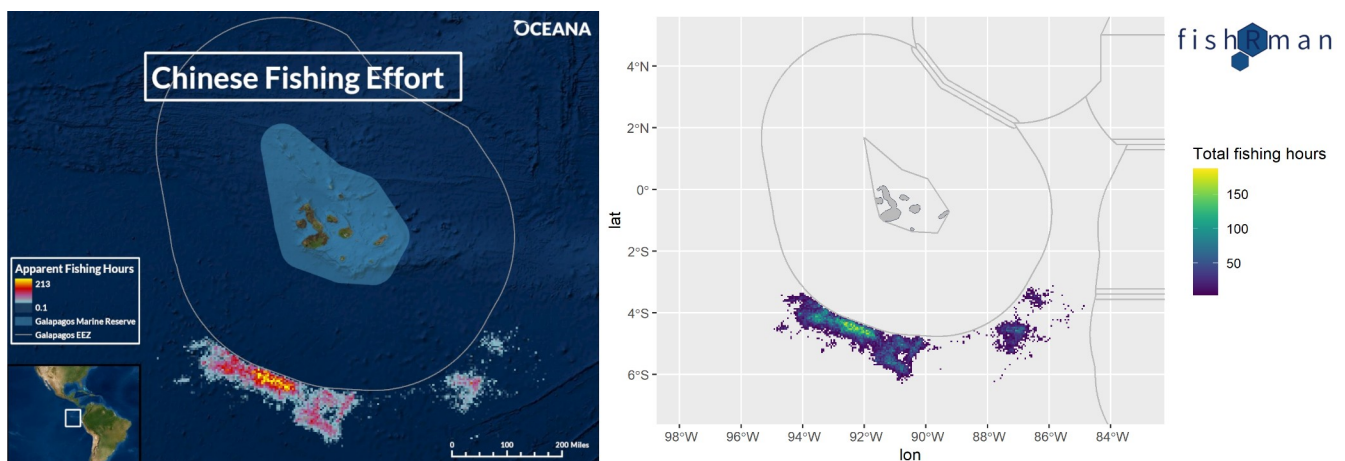 OCEANA
Chinese Fishing Effort
Apparent Fishing Hours
213
0.1
Galapagos Marine Reserve
Galapagos EEZ
0 100 200 Miles
fishRman
Total fishing hours
150
100
50
lat
4°N
2°N
0°
2°S
4°S
6°S
98°W 96°W 94°W 92°W 90°W 88°W 86°W 84°W
lon